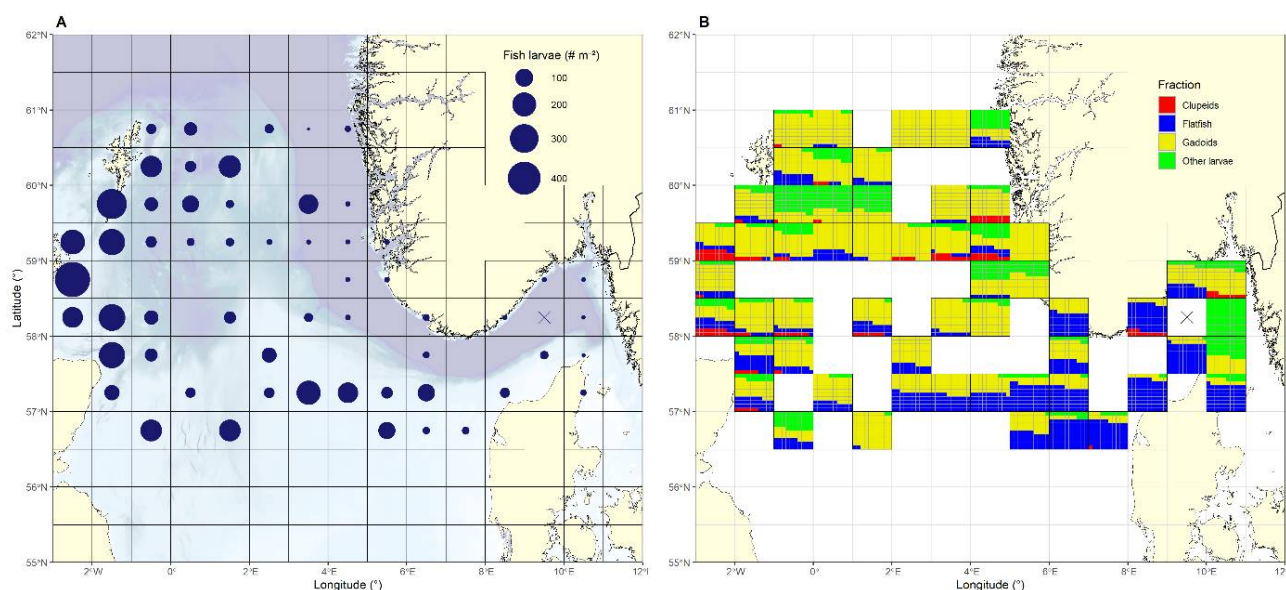 A
62°N
61°N
60°N
59°N
58°N
57°N
56°N
55°N
Latitude (°)
Fish larvae (# m⁻²)
100
200
300
400
2°W
0°
2°E
4°E
6°E
8°E
10°E
12°E
Longitude (°)
B
62°N
61°N
60°N
59°N
58°N
57°N
56°N
55°N
Fraction
Clupeids
Flatfish
Gadoids
Other larvae
2°W
0°
2°E
4°E
6°E
8°E
10°E
12°E
Longitude (°)